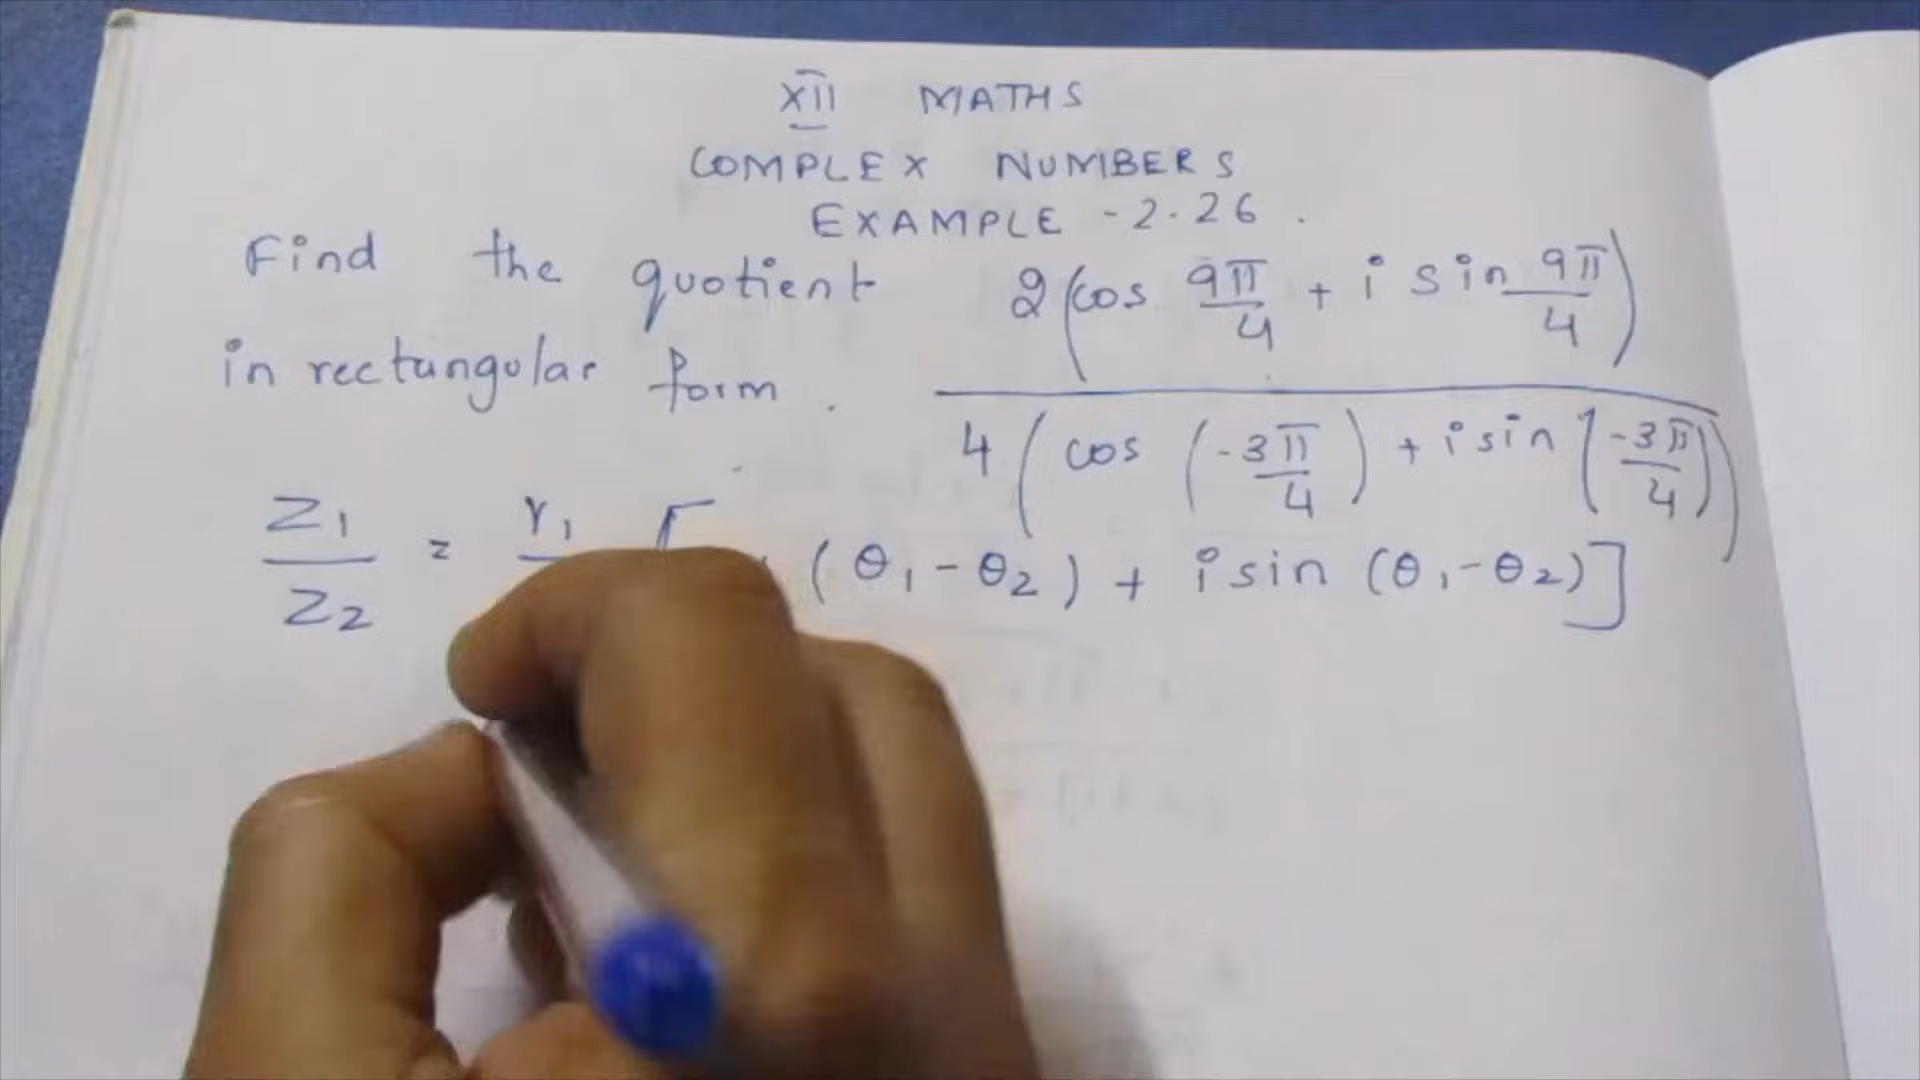 XII MATHS
COMPLEX NUMBERS
EXAMPLE - 2.26.
Find the quotient 2(cos 9π/4 + i sin 9π/4)
in rectangular form. 4(cos (-3π/4) + i sin (-3π/4))
Z1/Z2 = r1 [ (θ1-θ2) + i sin (θ1-θ2)]